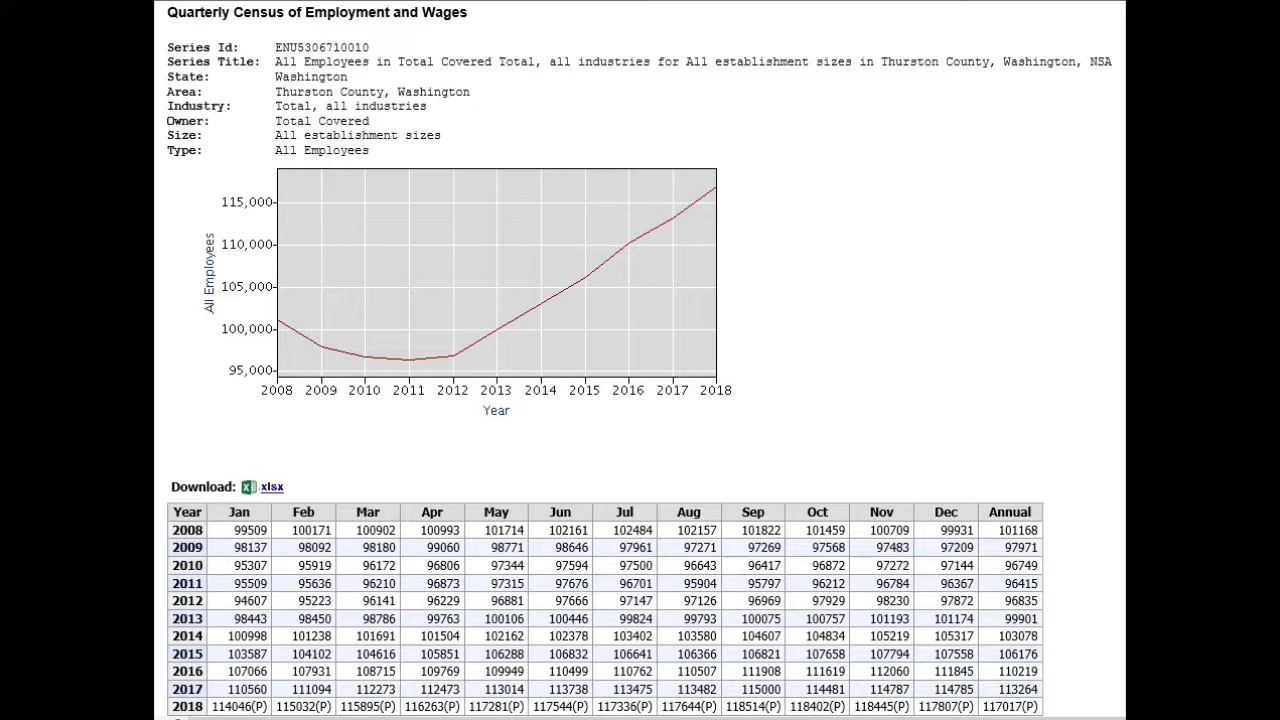 Quarterly Census of Employment and Wages
Series Id: ENU5306710010
Series Title: All Employees in Total Covered Total, all industries for All establishment sizes in Thurston County, Washington, NSA
State: Washington
Area: Thurston County, Washington
Industry: Total, all industries
Owner: Total Covered
Size: All establishment sizes
Type: All Employees
115,000
110,000
105,000
100,000
95,000
All Employees
2008 2009 2010 2011 2012 2013 2014 2015 2016 2017 2018
Year
Download: .xlsx
Year Jan Feb Mar Apr May Jun Jul Aug Sep Oct Nov Dec Annual
2008 99509 100171 100902 100993 101714 102161 102484 102157 101822 101459 100709 99931 101168
2009 98137 98092 98180 99060 98771 98646 97961 97271 97269 97568 97483 97209 97971
2010 95307 95919 96172 96806 97344 97594 97500 96643 96417 96872 97272 97144 96749
2011 95509 95636 96210 96873 97315 97676 96701 95904 95797 96212 96784 96367 96415
2012 94607 95223 96141 96229 96881 97666 97147 97126 96969 97929 98230 97872 96835
2013 98443 98450 98786 99763 100106 100446 99824 99793 100075 100757 101193 101174 99901
2014 100998 101238 101691 101504 102162 102378 103402 103580 104607 104834 105219 105317 103078
2015 103587 104102 104616 105851 106288 106832 106641 106366 106821 107658 107794 107558 106176
2016 107066 107931 108715 109769 109949 110499 110762 110507 111908 111619 112060 111845 110219
2017 110560 111094 112273 112473 113014 113738 113475 113482 115000 114481 114787 114785 113264
2018 114046(P) 115032(P) 115895(P) 116263(P) 117281(P) 117544(P) 117336(P) 117644(P) 118514(P) 118402(P) 118445(P) 117807(P) 117017(P)